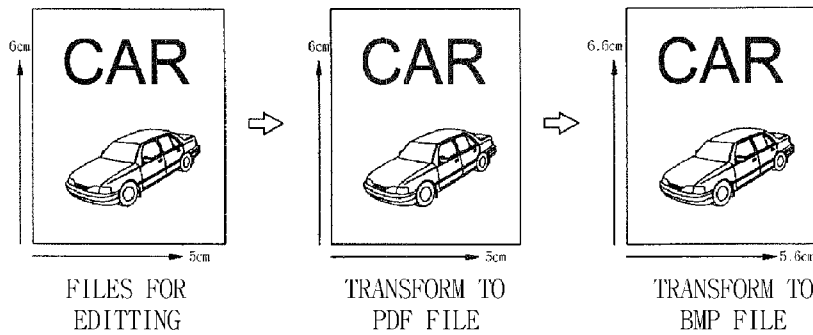 6cm
CAR
5cm
FILES FOR
EDITTING
6cm
CAR
5cm
TRANSFORM TO
PDF FILE
6.6cm
CAR
5.6cm
TRANSFORM TO
BMP FILE